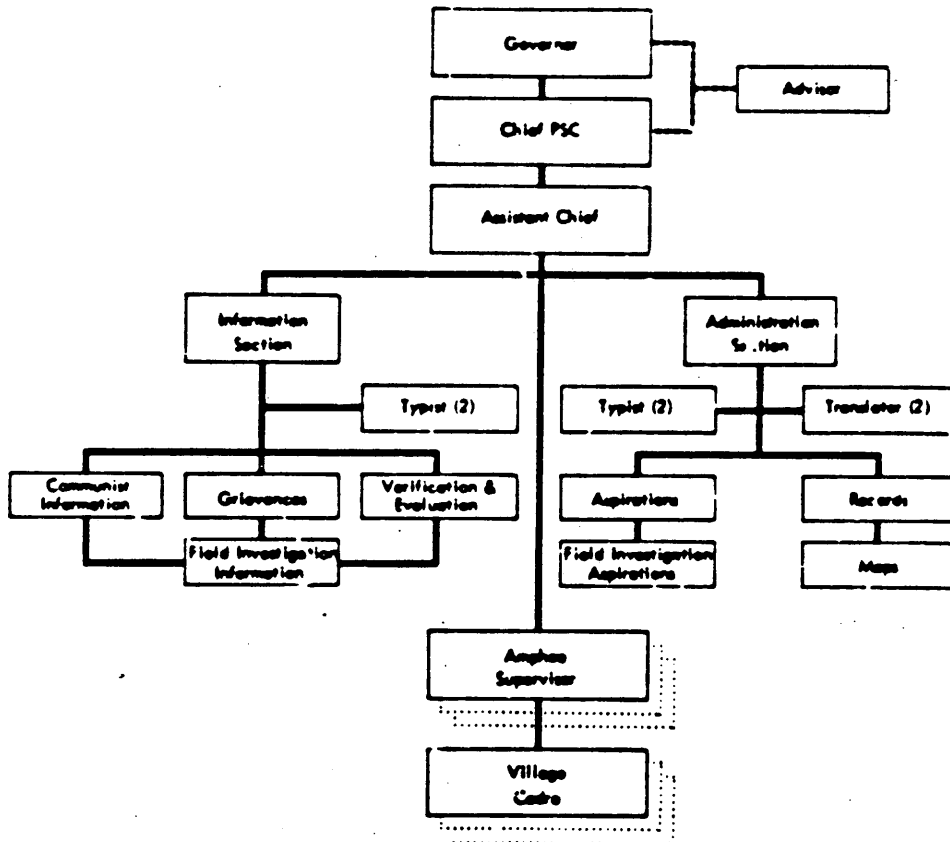 Governor
Advisor
Chief PSC
Assistant Chief
Information
Section
Administration
Typist (2)
Typist (2)
Translator (2)
Communist
Information
Grievances
Verification &
Evaluation
Aspirations
Records
Field Investigation
Information
Field Investigation
Aspirations
Maps
Amphoe
Supervisor
Village
Cadre